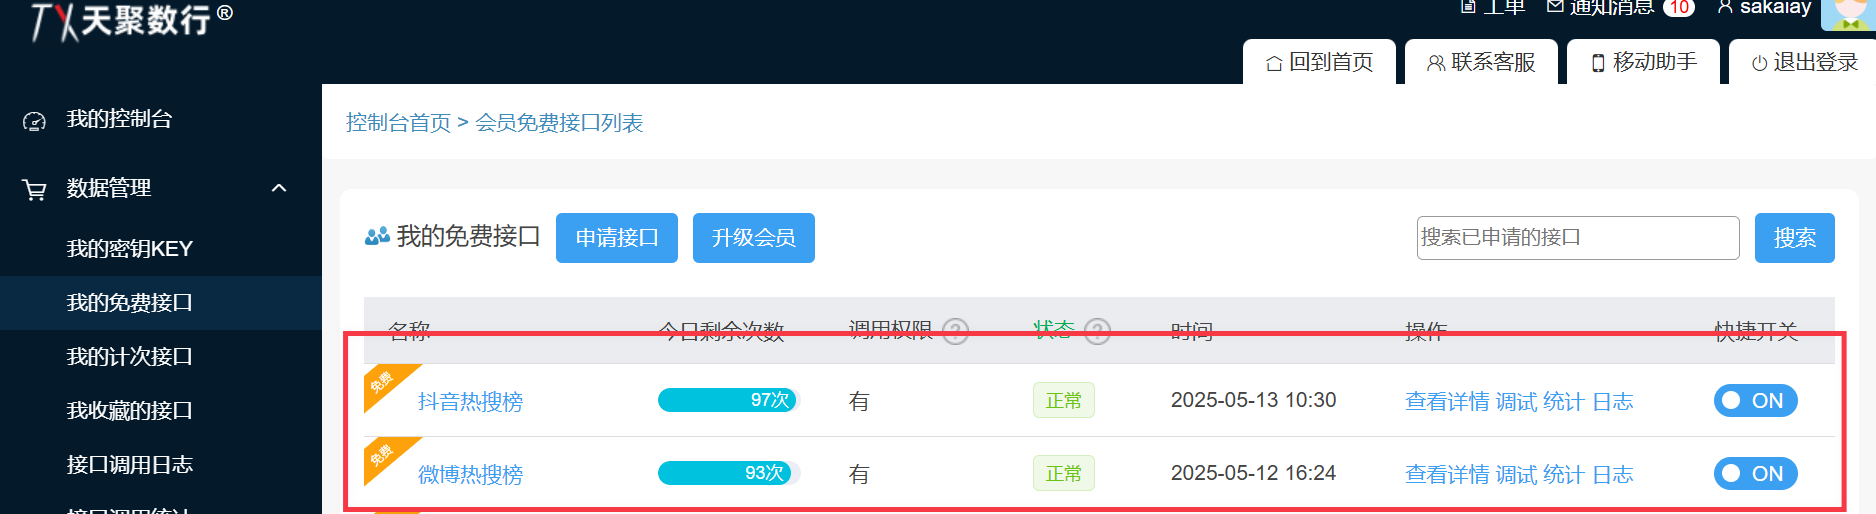 TX天聚数行®
工单 通知消息 10 sakaiay
回到首页 联系客服 移动助手 退出登录
我的控制台
数据管理
我的密钥KEY
我的免费接口
我的计次接口
我收藏的接口
接口调用日志
接口调用统计
控制台首页 > 会员免费接口列表
我的免费接口 申请接口 升级会员 搜索已申请的接口 搜索
名称 今日剩余次数 调用权限 ? 状态 ? 时间 操作 快捷开关
免费 抖音热搜榜 97次 有 正常 2025-05-13 10:30 查看详情 调试 统计 日志 ON
免费 微博热搜榜 93次 有 正常 2025-05-12 16:24 查看详情 调试 统计 日志 ON